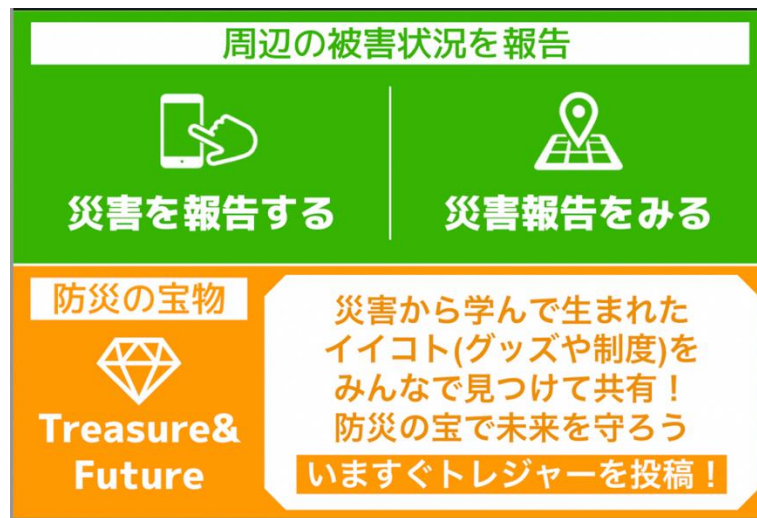 周辺の被害状況を報告
災害を報告する
災害報告をみる
防災の宝物
Treasure&
Future
災害から学んで生まれた
イイコト(グッズや制度)を
みんなで見つけて共有！
防災の宝で未来を守ろう
いますぐトレジャーを投稿！